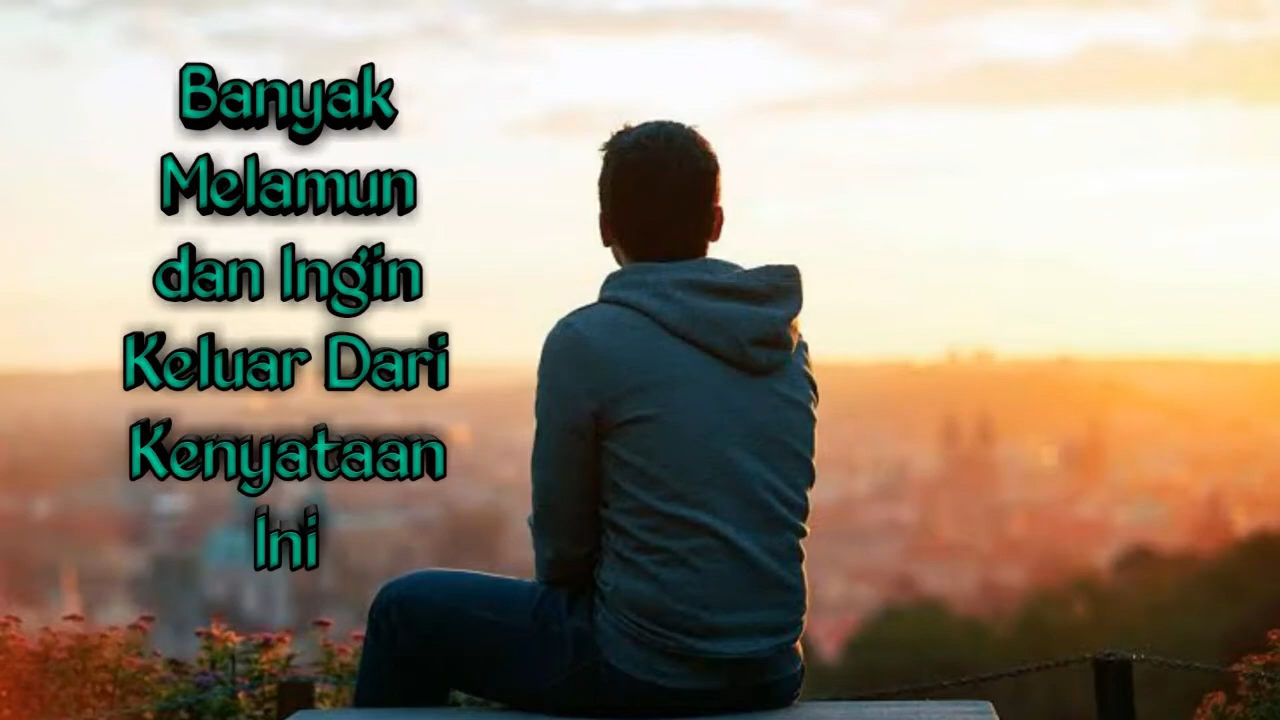 Banyak
Melamun
dan Ingin
Keluar Dari
Kenyataan
Ini